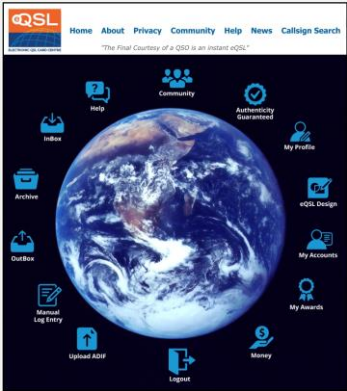 eQSL
ELECTRONIC QSL CARD CENTRE
Home About Privacy Community Help News Callsign Search
"The Final Courtesy of a QSO is an instant eQSL"
Community
Help
Authenticity
Guaranteed
InBox
My Profile
Archive
eQSL Design
OutBox
My Accounts
Manual
Log Entry
My Awards
Upload ADIF
Money
Logout